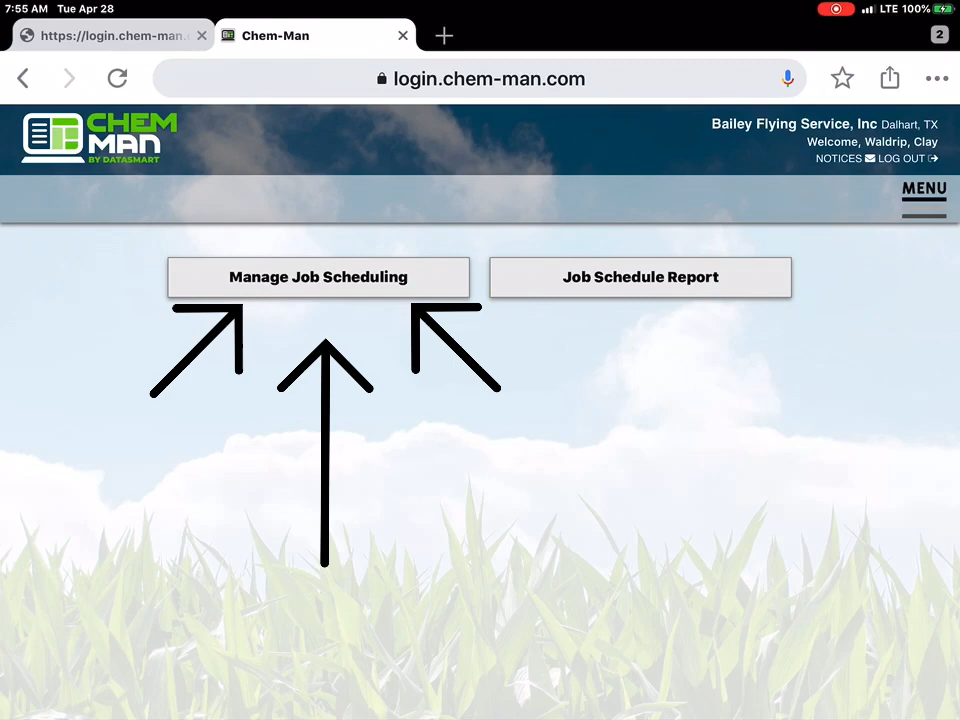 7:55 AM Tue Apr 28
LTE 100%
https://login.chem-man.
Chem-Man
2
login.chem-man.com
CHEM
MAN
BY DATASMART
Bailey Flying Service, Inc Dalhart, TX
Welcome, Waldrip, Clay
NOTICES LOG OUT
MENU
Manage Job Scheduling
Job Schedule Report